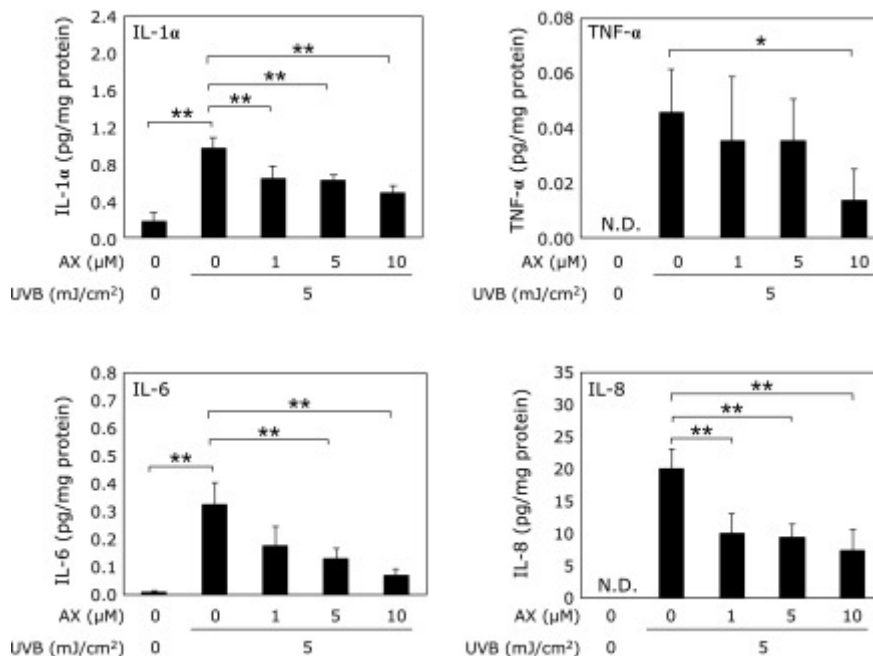 IL-1α
IL-1α (pg/mg protein)
2.4
2.0
1.6
1.2
0.8
0.4
0.0
**
**
**
**
AX (μM) 0 0 1 5 10
UVB (mJ/cm²) 0 5
TNF-α
TNF-α (pg/mg protein)
0.08
0.06
0.04
0.02
0.00
*
N.D.
AX (μM) 0 0 1 5 10
UVB (mJ/cm²) 0 5
IL-6
IL-6 (pg/mg protein)
0.8
0.7
0.6
0.5
0.4
0.3
0.2
0.1
0.0
**
**
**
AX (μM) 0 0 1 5 10
UVB (mJ/cm²) 0 5
IL-8
IL-8 (pg/mg protein)
35
30
25
20
15
10
5
0
**
**
**
N.D.
AX (μM) 0 0 1 5 10
UVB (mJ/cm²) 0 5